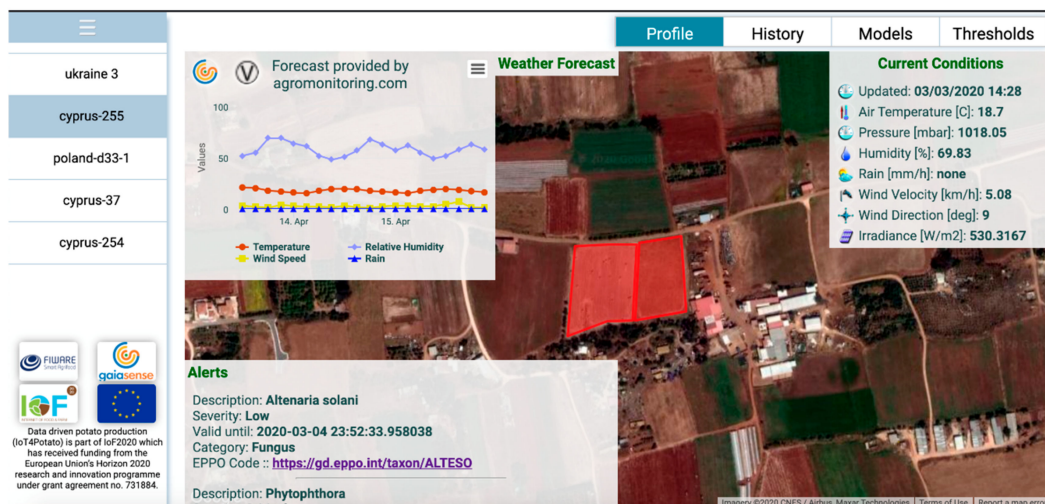 Profile
History
Models
Thresholds
ukraine 3
cyprus-255
poland-d33-1
cyprus-37
cyprus-254
FIWARE
Smart AgriFood
gaiasense
IOF
Data driven potato production
(IoT4Potato) is part of IoF2020 which
has received funding from the
European Union's Horizon 2020
research and innovation programme
under grant agreement no. 731884.
Forecast provided by
agromonitoring.com
Weather Forecast
100
50
0
Values
14. Apr
15. Apr
Temperature
Relative Humidity
Wind Speed
Rain
Current Conditions
Updated: 03/03/2020 14:28
Air Temperature [C]: 18.7
Pressure [mbar]: 1018.05
Humidity [%]: 69.83
Rain [mm/h]: none
Wind Velocity [km/h]: 5.08
Wind Direction [deg]: 9
Irradiance [W/m2]: 530.3167
Alerts
Description: Altenaria solani
Severity: Low
Valid until: 2020-03-04 23:52:33.958038
Category: Fungus
EPPO Code :: https://gd.eppo.int/taxon/ALTESO
Description: Phytophthora
Imagery ©2020 CNES / Airbus, Maxar Technologies
Terms of Use
Report a map error